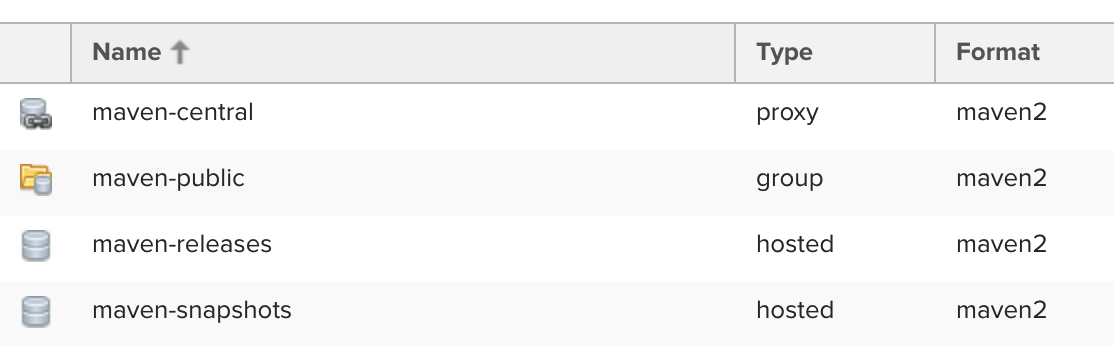 Name Type Format
maven-central proxy maven2
maven-public group maven2
maven-releases hosted maven2
maven-snapshots hosted maven2